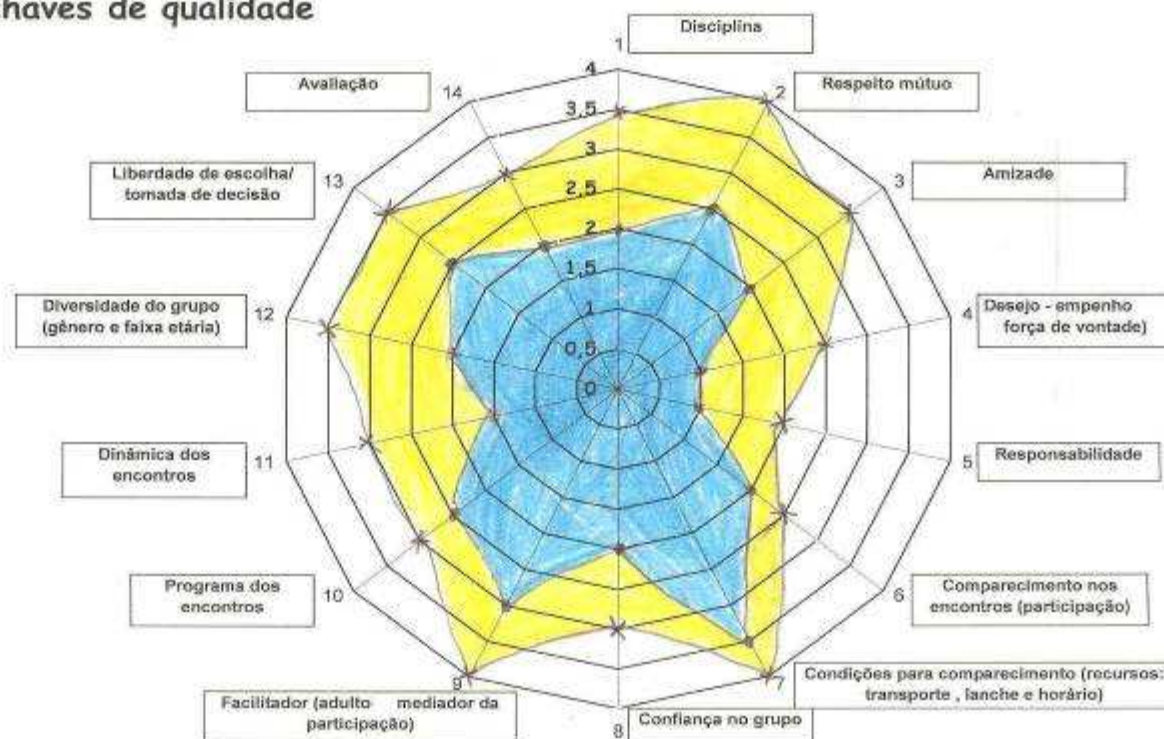 haves de qualidade
Disciplina
1
Avaliação
14
2
Respeito mútuo
4
3,5
3
2,5
2
1,5
1
0,5
0
Liberdade de escolha/
tomada de decisão
13
3
Amizade
Diversidade do grupo
(gênero e faixa etária)
12
4
Desejo - empenho
força de vontade)
Dinâmica dos
encontros
11
5
Responsabilidade
Programa dos
encontros
10
6
Comparecimento nos
encontros (participação)
Facilitador (adulto mediador da
participação)
9
8
Confiança no grupo
7
Condições para comparecimento (recursos:
transporte , lanche e horário)